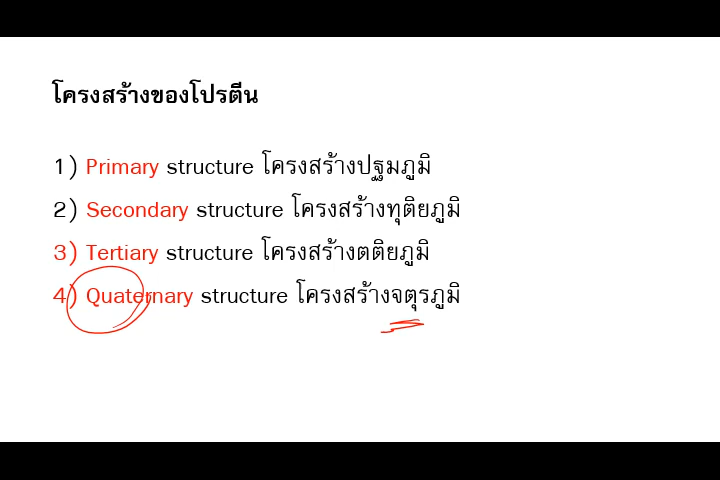 โครงสร้างของโปรตีน
1) Primary structure โครงสร้างปฐมภูมิ
2) Secondary structure โครงสร้างทุติยภูมิ
3) Tertiary structure โครงสร้างตติยภูมิ
4) Quaternary structure โครงสร้างจตุรภูมิ